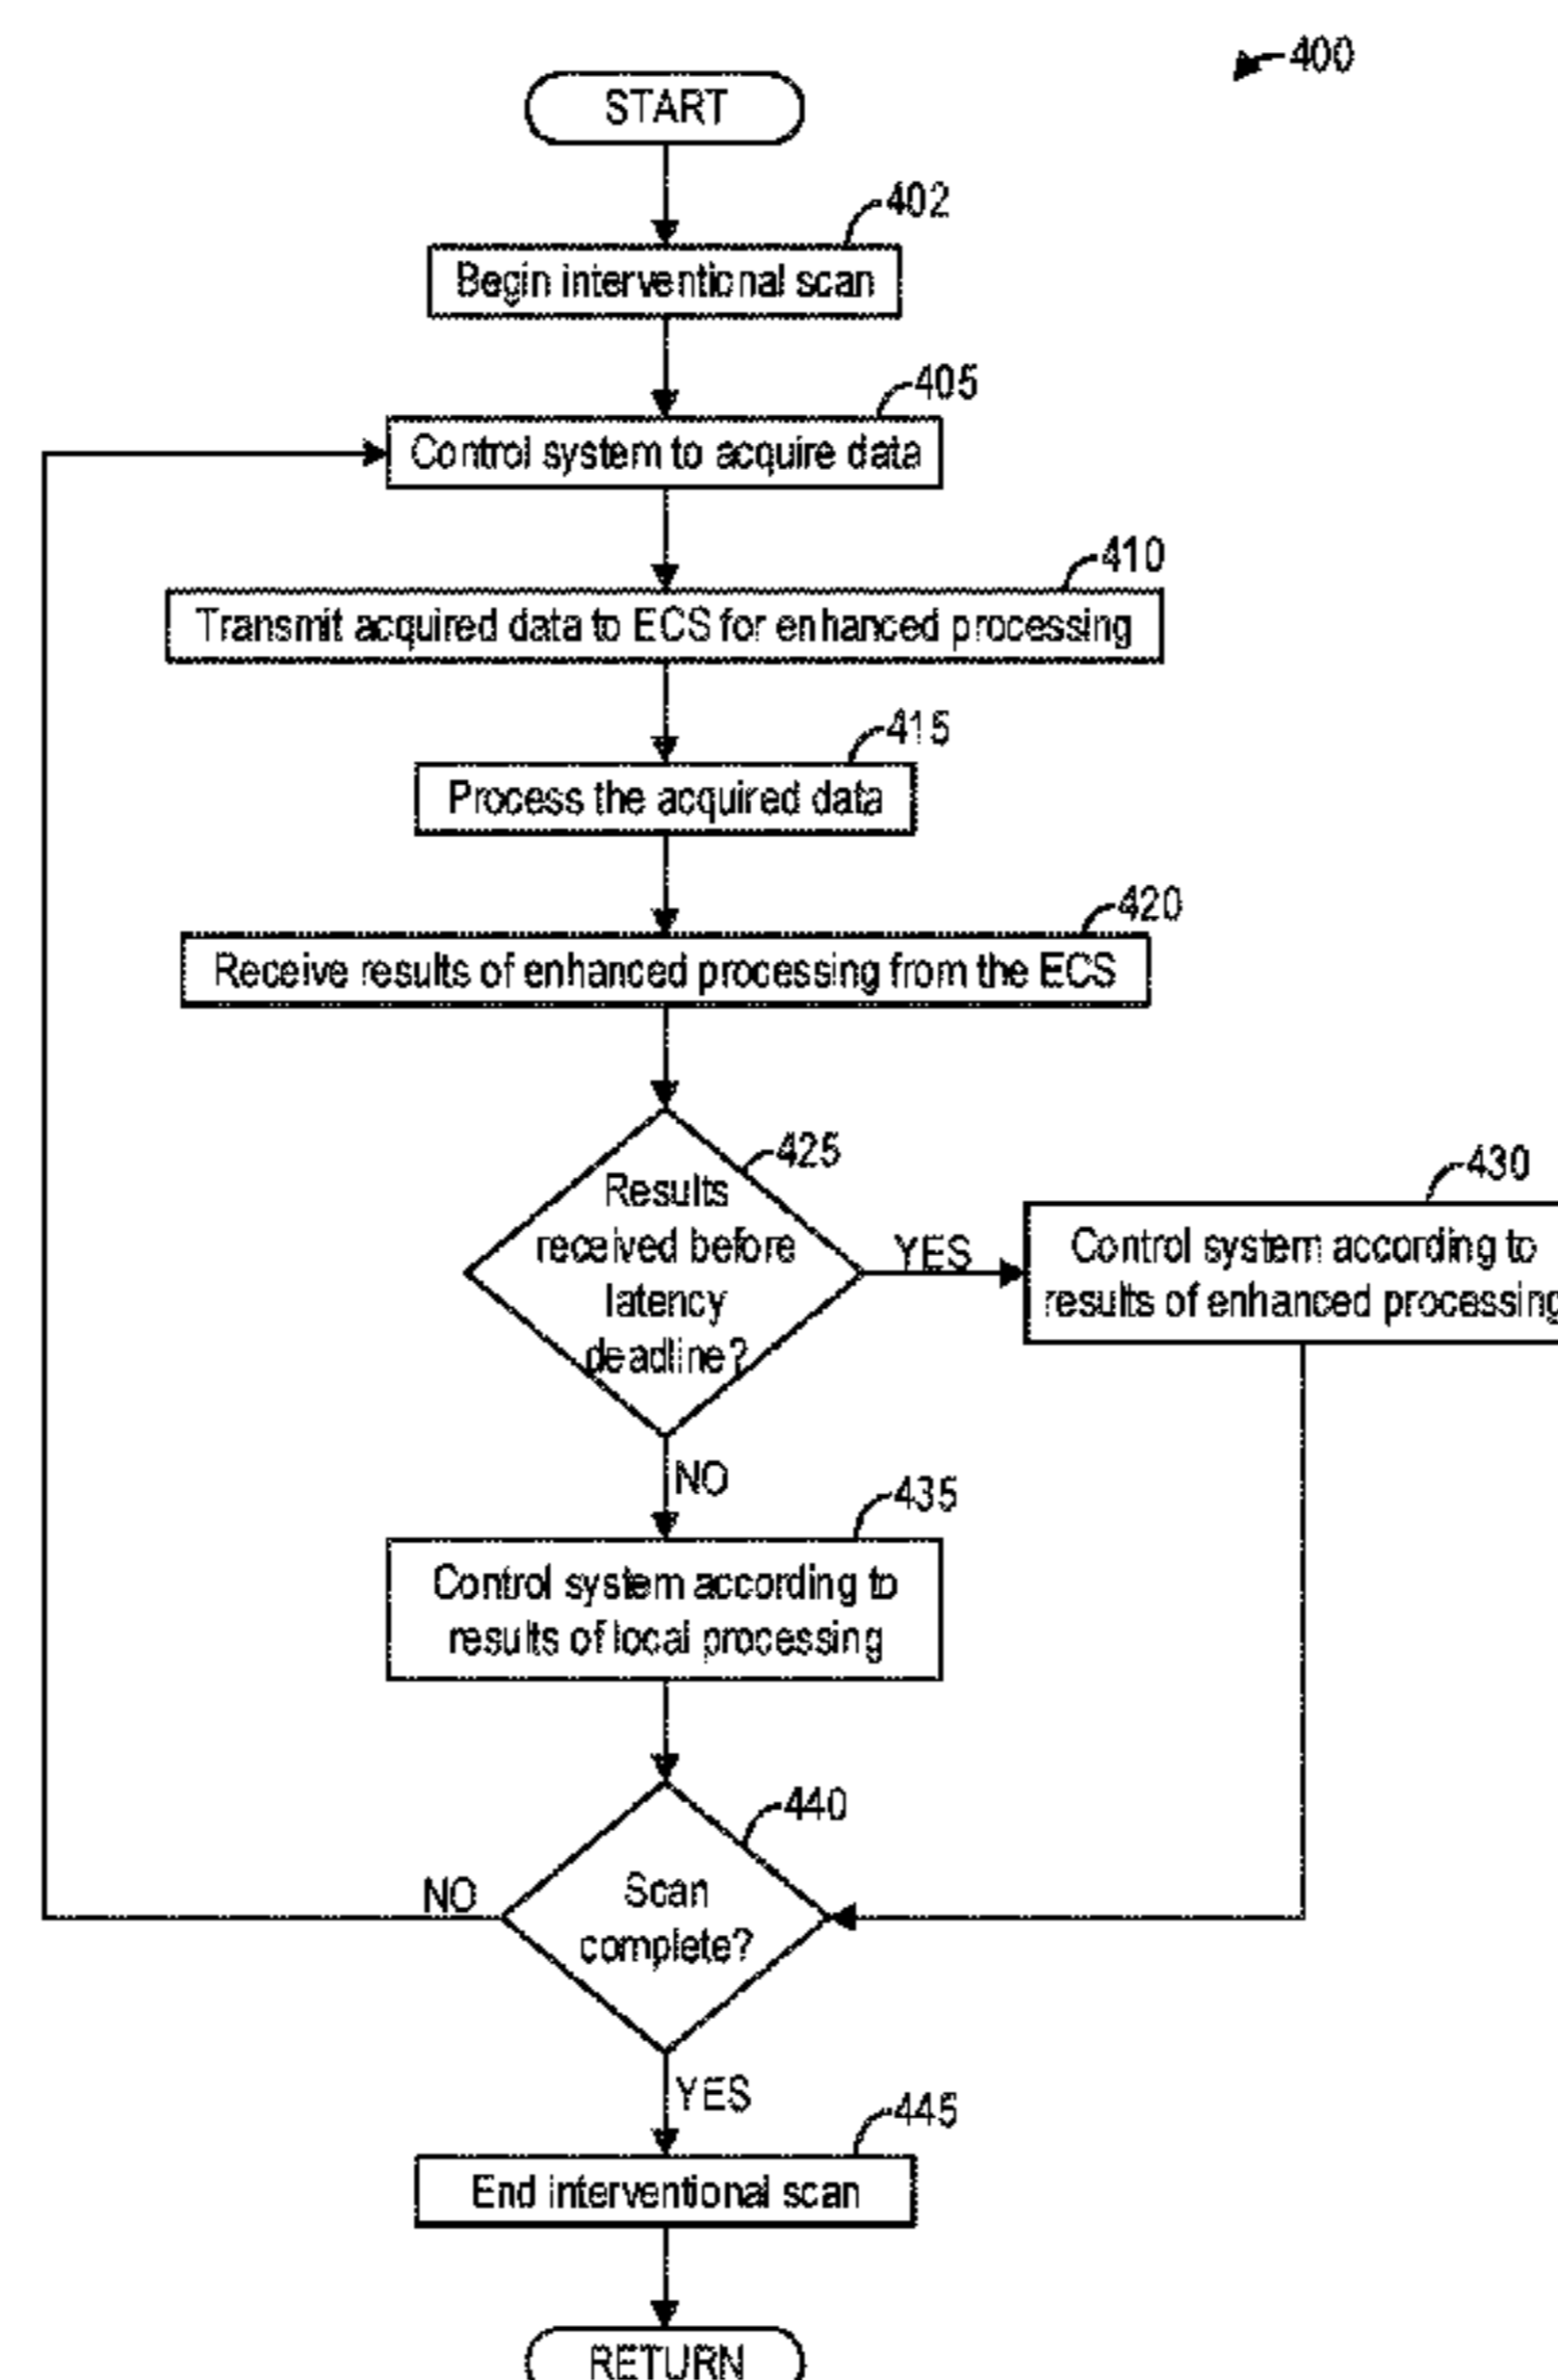 400
START
402
Begin interventional scan
405
Control system to acquire data
410
Transmit acquired data to ECS for enhanced processing
415
Process the acquired data
420
Receive results of enhanced processing from the ECS
425
Results
received before
latency
deadline?
YES
430
Control system according to
results of enhanced processing
NO
435
Control system according to
results of local processing
440
Scan
complete?
NO
YES
445
End interventional scan
RETURN